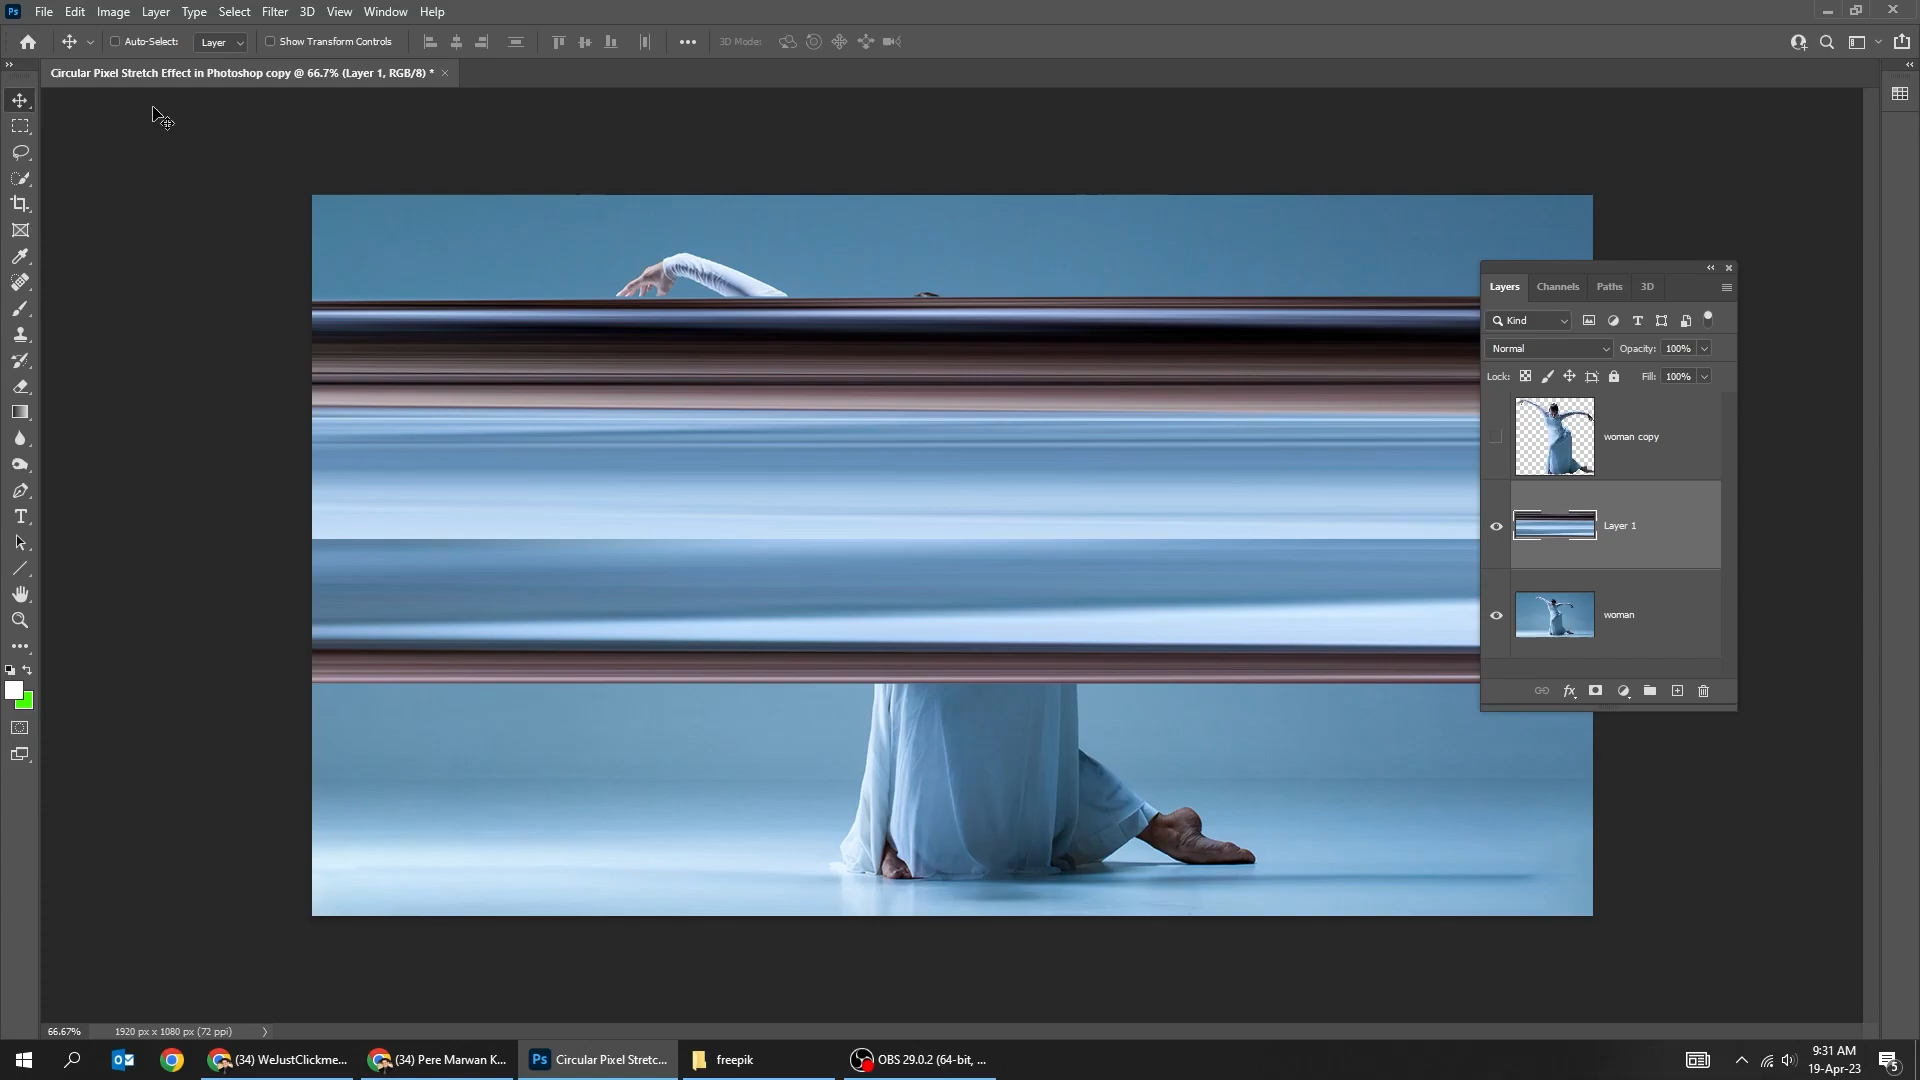 Ps File Edit Image Layer Type Select Filter 3D View Window Help
Auto-Select: Layer Show Transform Controls 3D Mode:
Circular Pixel Stretch Effect in Photoshop copy @ 66.7% (Layer 1, RGB/8) *
Layers Channels Paths 3D
Kind
Normal Opacity: 100%
Lock: Fill: 100%
woman copy
Layer 1
woman
fx
66.67% 1920 px x 1080 px (72 ppi)
(34) WeJustClickme... (34) Pere Marwan K... Ps Circular Pixel Stretc... freepik OBS 29.0.2 (64-bit, ...
9:31 AM
19-Apr-23
5